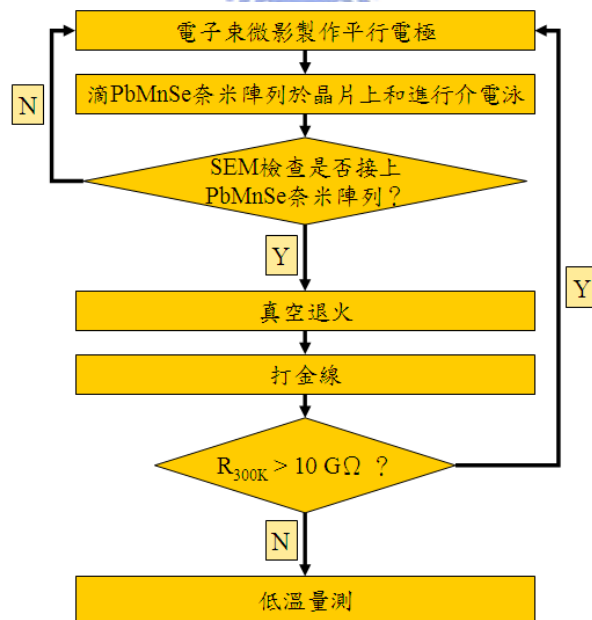 電子束微影製作平行電極
N
滴PbMnSe奈米陣列於晶片上和進行介電泳
SEM檢查是否接上
PbMnSe奈米陣列？
Y
真空退火
Y
打金線
R300K > 10 GΩ ？
N
低溫量測